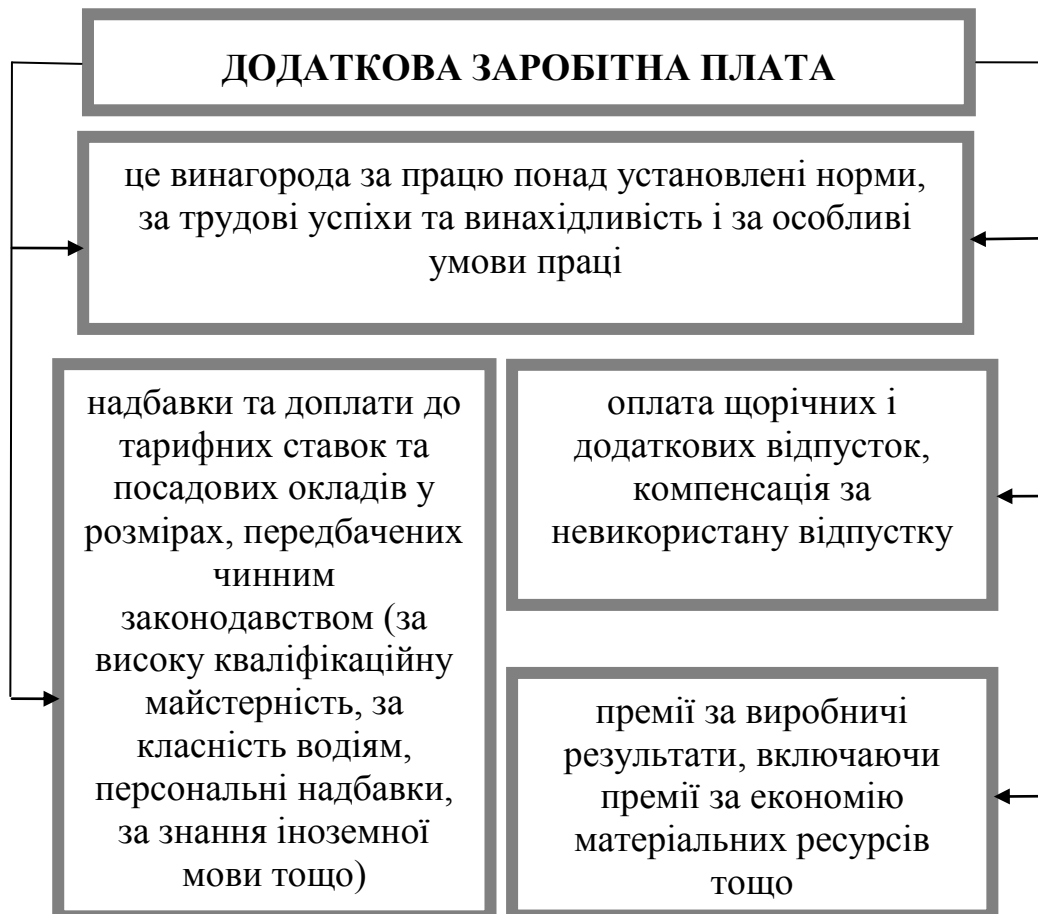 ДОДАТКОВА ЗАРОБІТНА ПЛАТА
це винагорода за працю понад установлені норми,
за трудові успіхи та винахідливість і за особливі
умови праці
надбавки та доплати до
тарифних ставок та
посадових окладів у
розмірах, передбачених
чинним
законодавством (за
високу кваліфікаційну
майстерність, за
класність водіям,
персональні надбавки,
за знання іноземної
мови тощо)
оплата щорічних і
додаткових відпусток,
компенсація за
невикористану відпустку
премії за виробничі
результати, включаючи
премії за економію
матеріальних ресурсів
тощо